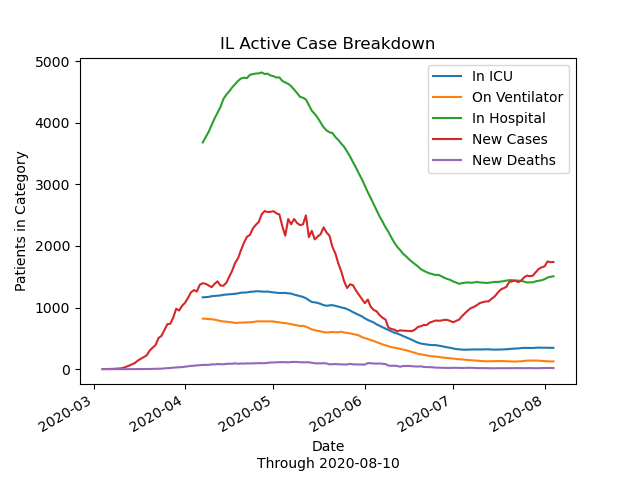 IL Active Case Breakdown
5000
4000
3000
2000
1000
0
Patients in Category
In ICU
On Ventilator
In Hospital
New Cases
New Deaths
2020-03
2020-04
2020-05
2020-06
2020-07
2020-08
Date
Through 2020-08-10